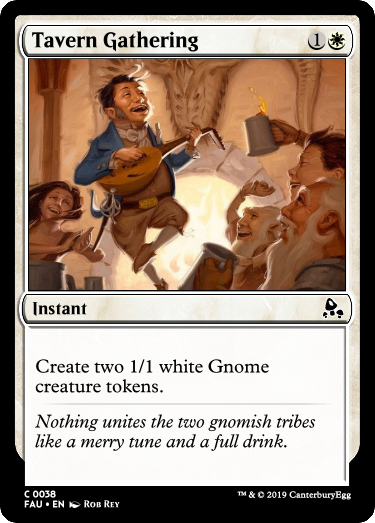 Tavern Gathering 1
Instant
Create two 1/1 white Gnome
creature tokens.
Nothing unites the two gnomish tribes
like a merry tune and a full drink.
C 0038
FAU • EN Rob Rey
™ & © 2019 CanterburyEgg